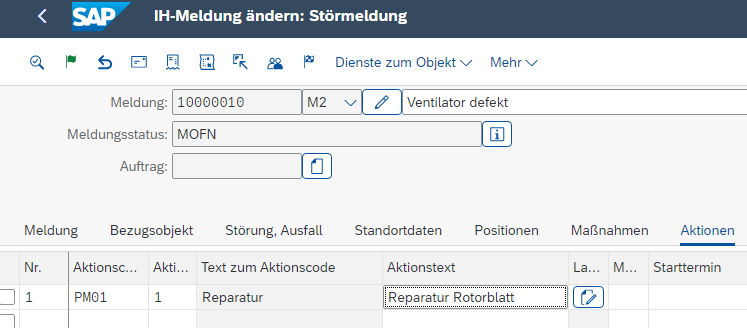 SAP IH-Meldung ändern: Störmeldung
Dienste zum Objekt Mehr
Meldung: 10000010 M2 Ventilator defekt
Meldungsstatus: MOFN
Auftrag:
Meldung Bezugsobjekt Störung, Ausfall Standortdaten Positionen Maßnahmen Aktionen
Nr. Aktionsc... Akti... Text zum Aktionscode Aktionstext La... M... Starttermin
1 PM01 1 Reparatur Reparatur Rotorblatt